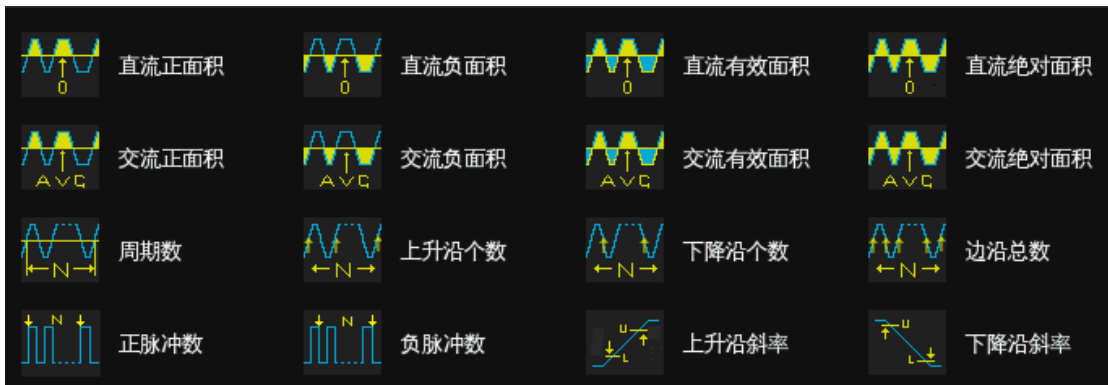 直流正面积 直流负面积 直流有效面积 直流绝对面积
0 0 0 0
交流正面积 交流负面积 交流有效面积 交流绝对面积
AVG AVG AVG AVG
周期数 上升沿个数 下降沿个数 边沿总数
N N N N
正脉冲数 负脉冲数 上升沿斜率 下降沿斜率
N N U L U L